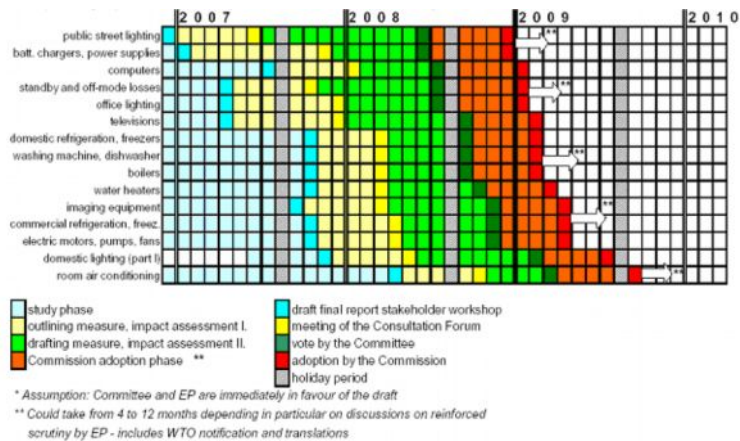 2007 2008 2009 2010
public street lighting **
batt. chargers, power supplies
computers
standby and off-mode losses **
office lighting
televisions
domestic refrigeration, freezers
washing machine, dishwasher **
boilers
water heaters
imaging equipment **
commercial refrigeration, freez.
electric motors, pumps, fans
domestic lighting (part I)
room air conditioning **
study phase
outlining measure, impact assessment I.
drafting measure, impact assessment II.
Commission adoption phase **
draft final report stakeholder workshop
meeting of the Consultation Forum
vote by the Committee
adoption by the Commission
holiday period
* Assumption: Committee and EP are immediately in favour of the draft
** Could take from 4 to 12 months depending in particular on discussions on reinforced
scrutiny by EP - includes WTO notification and translations